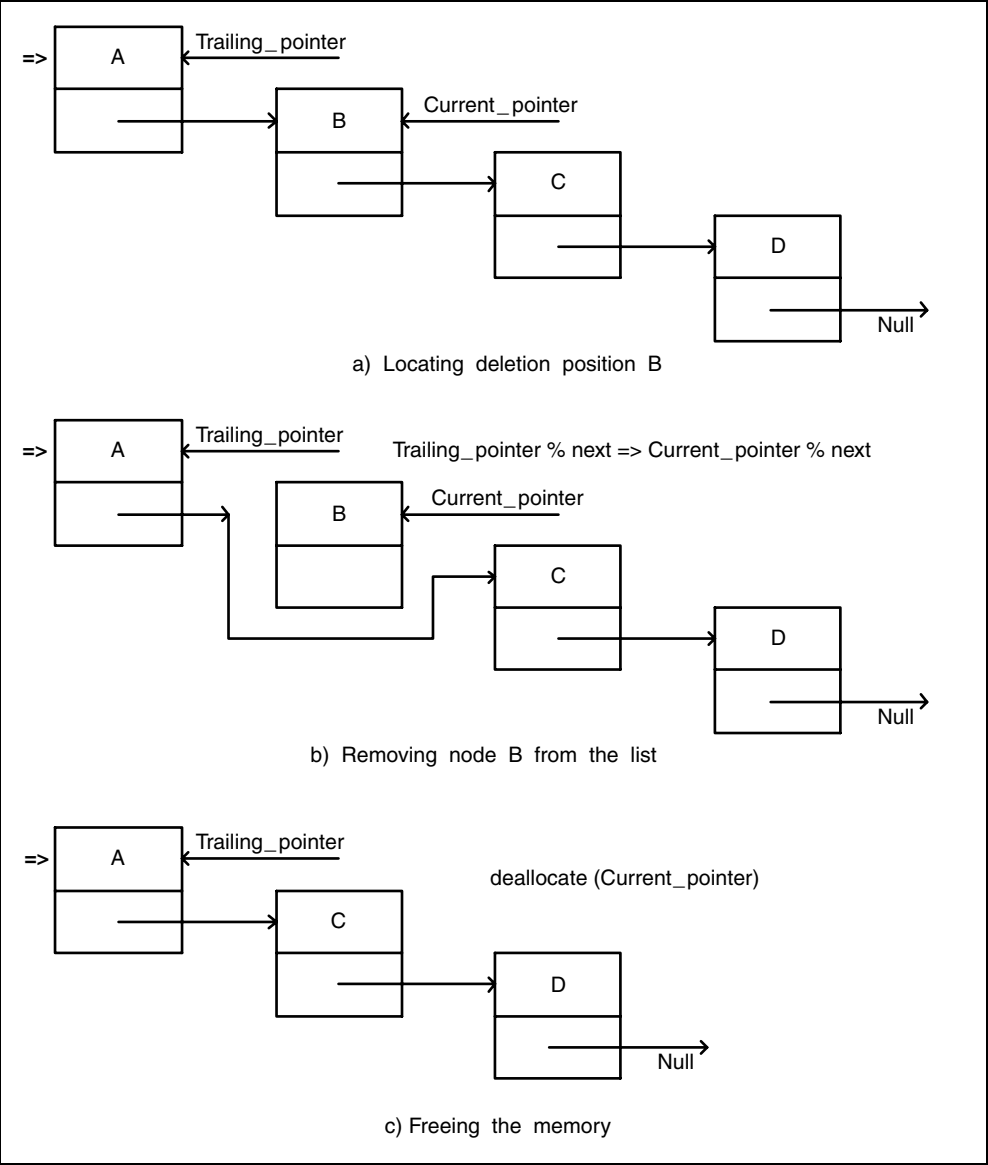 Trailing_pointer
=> A
Current_pointer
B
C
D
Null
a) Locating deletion position B
Trailing_pointer
=> A
Trailing_pointer % next => Current_pointer % next
Current_pointer
B
C
D
Null
b) Removing node B from the list
Trailing_pointer
=> A
deallocate (Current_pointer)
C
D
Null
c) Freeing the memory